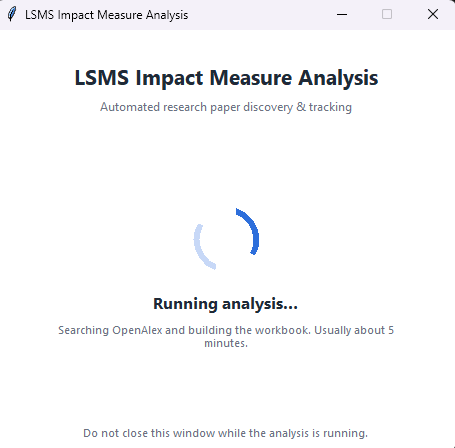 LSMS Impact Measure Analysis
LSMS Impact Measure Analysis
Automated research paper discovery & tracking
Running analysis...
Searching OpenAlex and building the workbook. Usually about 5
minutes.
Do not close this window while the analysis is running.